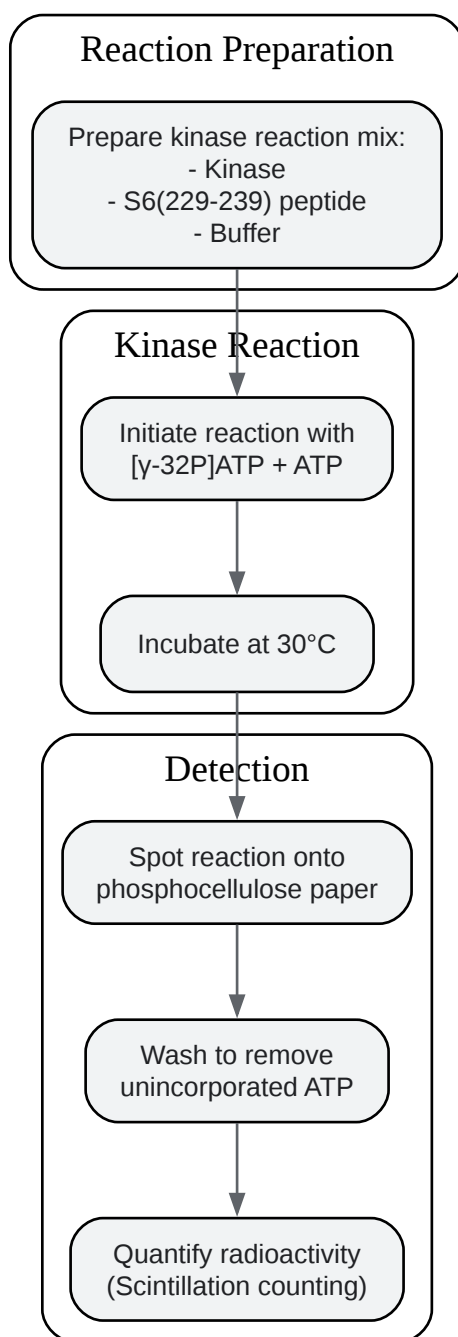 Reaction Preparation
Prepare kinase reaction mix:
- Kinase
- S6(229-239) peptide
- Buffer
Kinase Reaction
Initiate reaction with
[γ-32P]ATP + ATP
Incubate at 30°C
Detection
Spot reaction onto
phosphocellulose paper
Wash to remove
unincorporated ATP
Quantify radioactivity
(Scintillation counting)